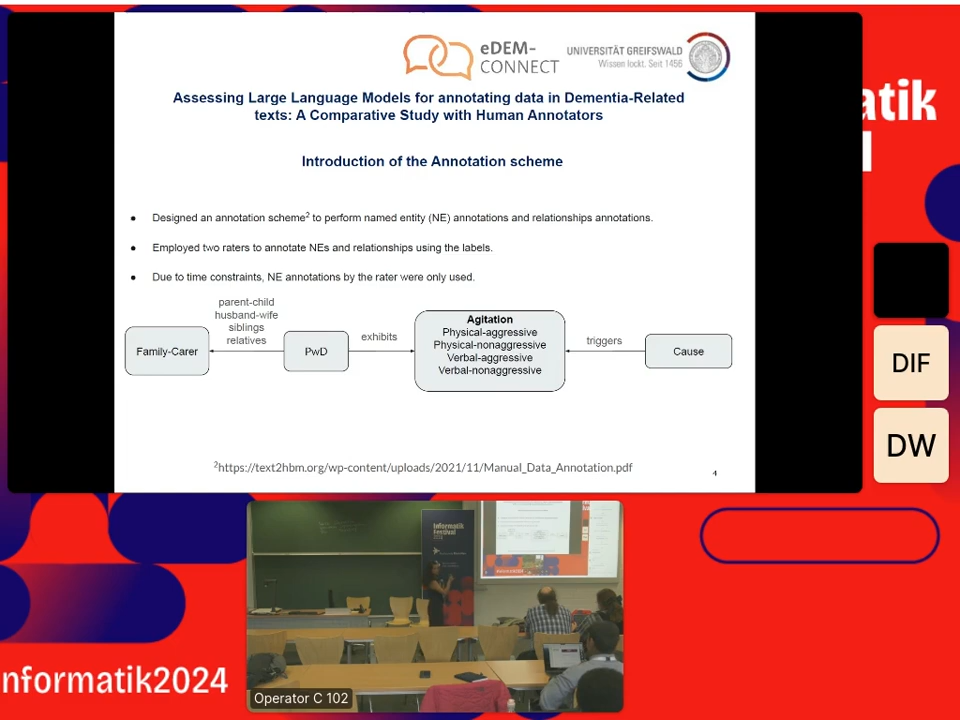 eDEM-
CONNECT
UNIVERSITÄT GREIFSWALD
Wissen lockt. Seit 1456
Assessing Large Language Models for annotating data in Dementia-Related
texts: A Comparative Study with Human Annotators
Introduction of the Annotation scheme
● Designed an annotation scheme² to perform named entity (NE) annotations and relationships annotations.
● Employed two raters to annotate NEs and relationships using the labels.
● Due to time constraints, NE annotations by the rater were only used.
parent-child
husband-wife
siblings
relatives
Family-Carer
PwD
exhibits
Agitation
Physical-aggressive
Physical-nonaggressive
Verbal-aggressive
Verbal-nonaggressive
triggers
Cause
²https://text2hbm.org/wp-content/uploads/2021/11/Manual_Data_Annotation.pdf
4
atik
DIF
DW
Informatik
Festival
Operator C 102
nformatik2024